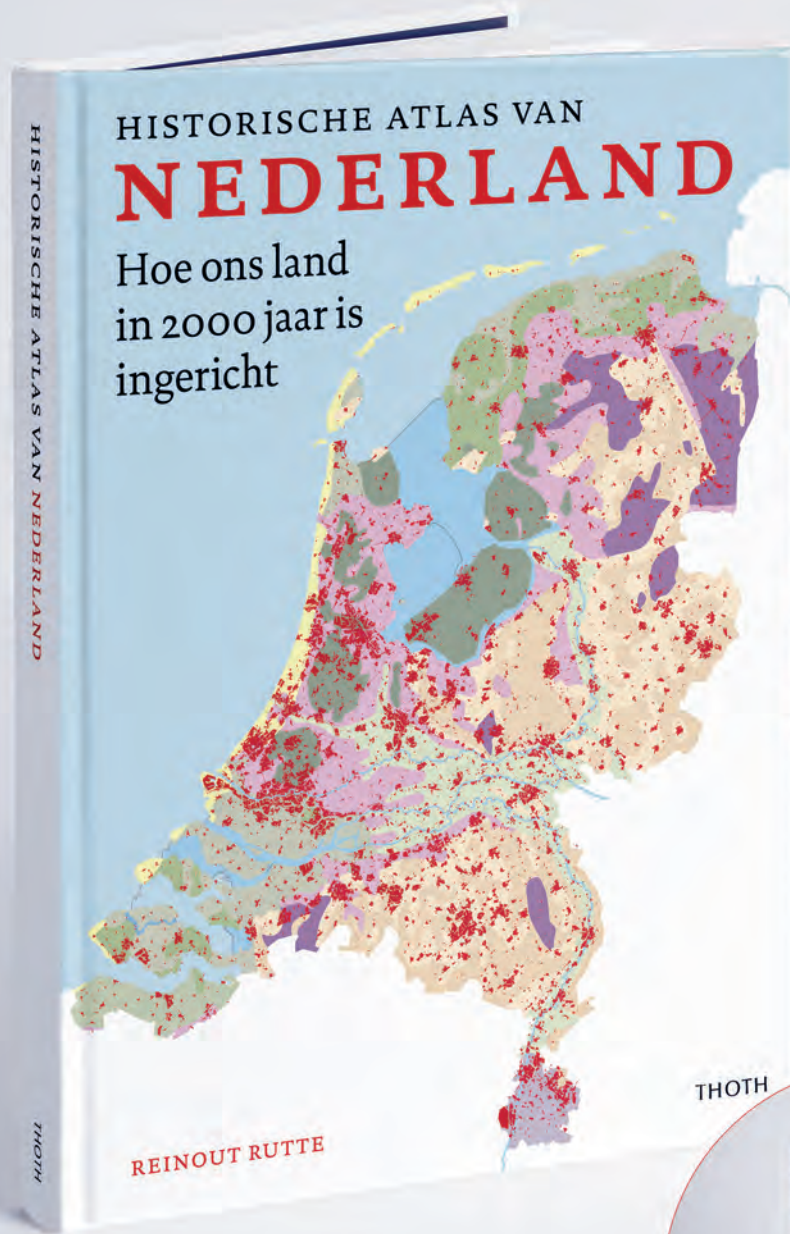 HISTORISCHE ATLAS VAN
NEDERLAND
Hoe ons land
in 2000 jaar is
ingericht
REINOUT RUTTE
THOTH
HISTORISCHE ATLAS VAN NEDERLAND
THOTH